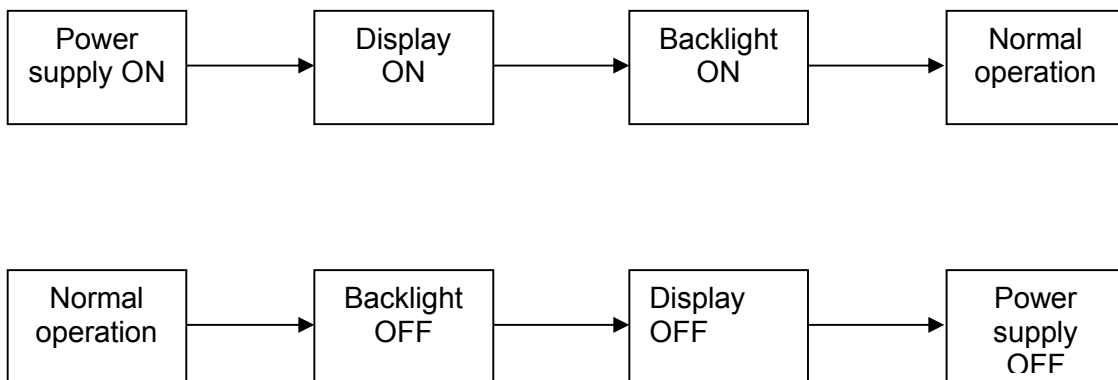 Power
supply ON
Display
ON
Backlight
ON
Normal
operation
Normal
operation
Backlight
OFF
Display
OFF
Power
supply
OFF